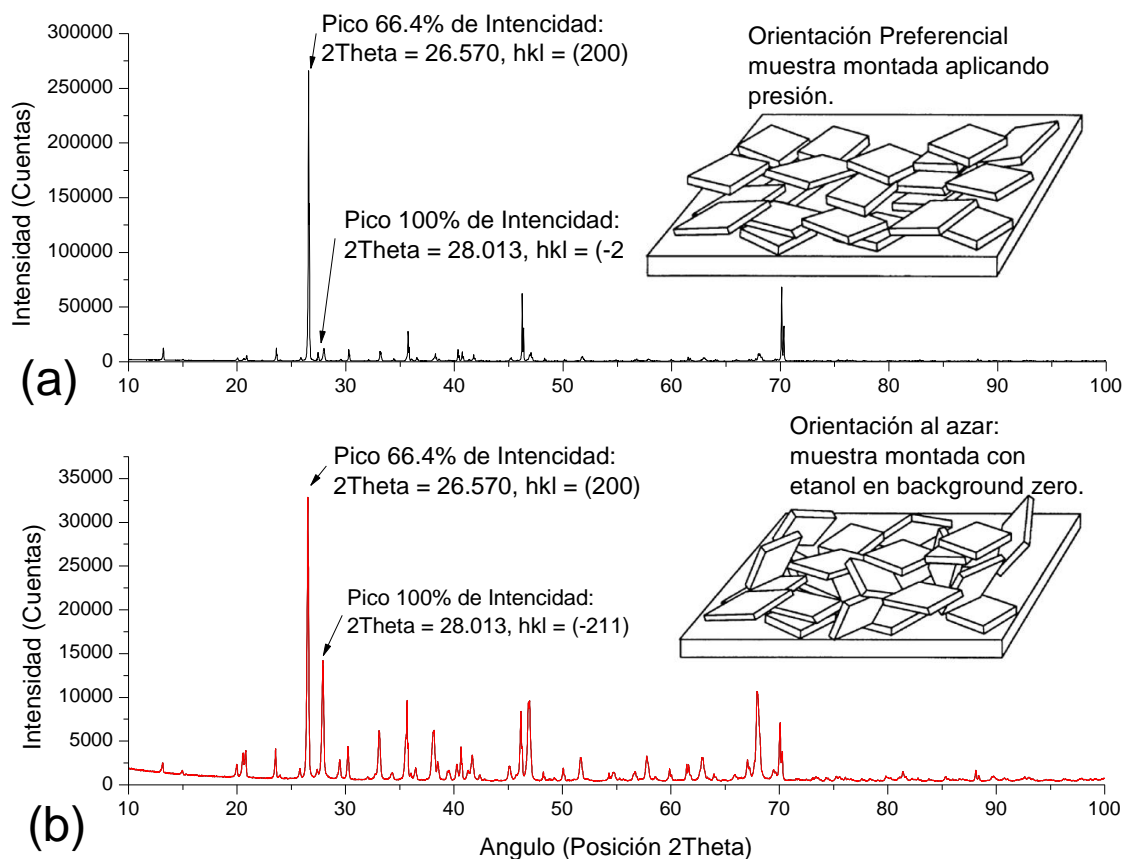 Pico 66.4% de Intencidad:
2Theta = 26.570, hkl = (200)
Orientación Preferencial
muestra montada aplicando
presión.
Pico 100% de Intencidad:
2Theta = 28.013, hkl = (-2
Intensidad (Cuentas)
300000
250000
200000
150000
100000
50000
0
10 20 30 40 50 60 70 80 90 100
(a)
Pico 66.4% de Intencidad:
2Theta = 26.570, hkl = (200)
Orientación al azar:
muestra montada con
etanol en background zero.
Pico 100% de Intencidad:
2Theta = 28.013, hkl = (-211)
Intensidad (Cuentas)
35000
30000
25000
20000
15000
10000
5000
0
10 20 30 40 50 60 70 80 90 100
(b)
Angulo (Posición 2Theta)